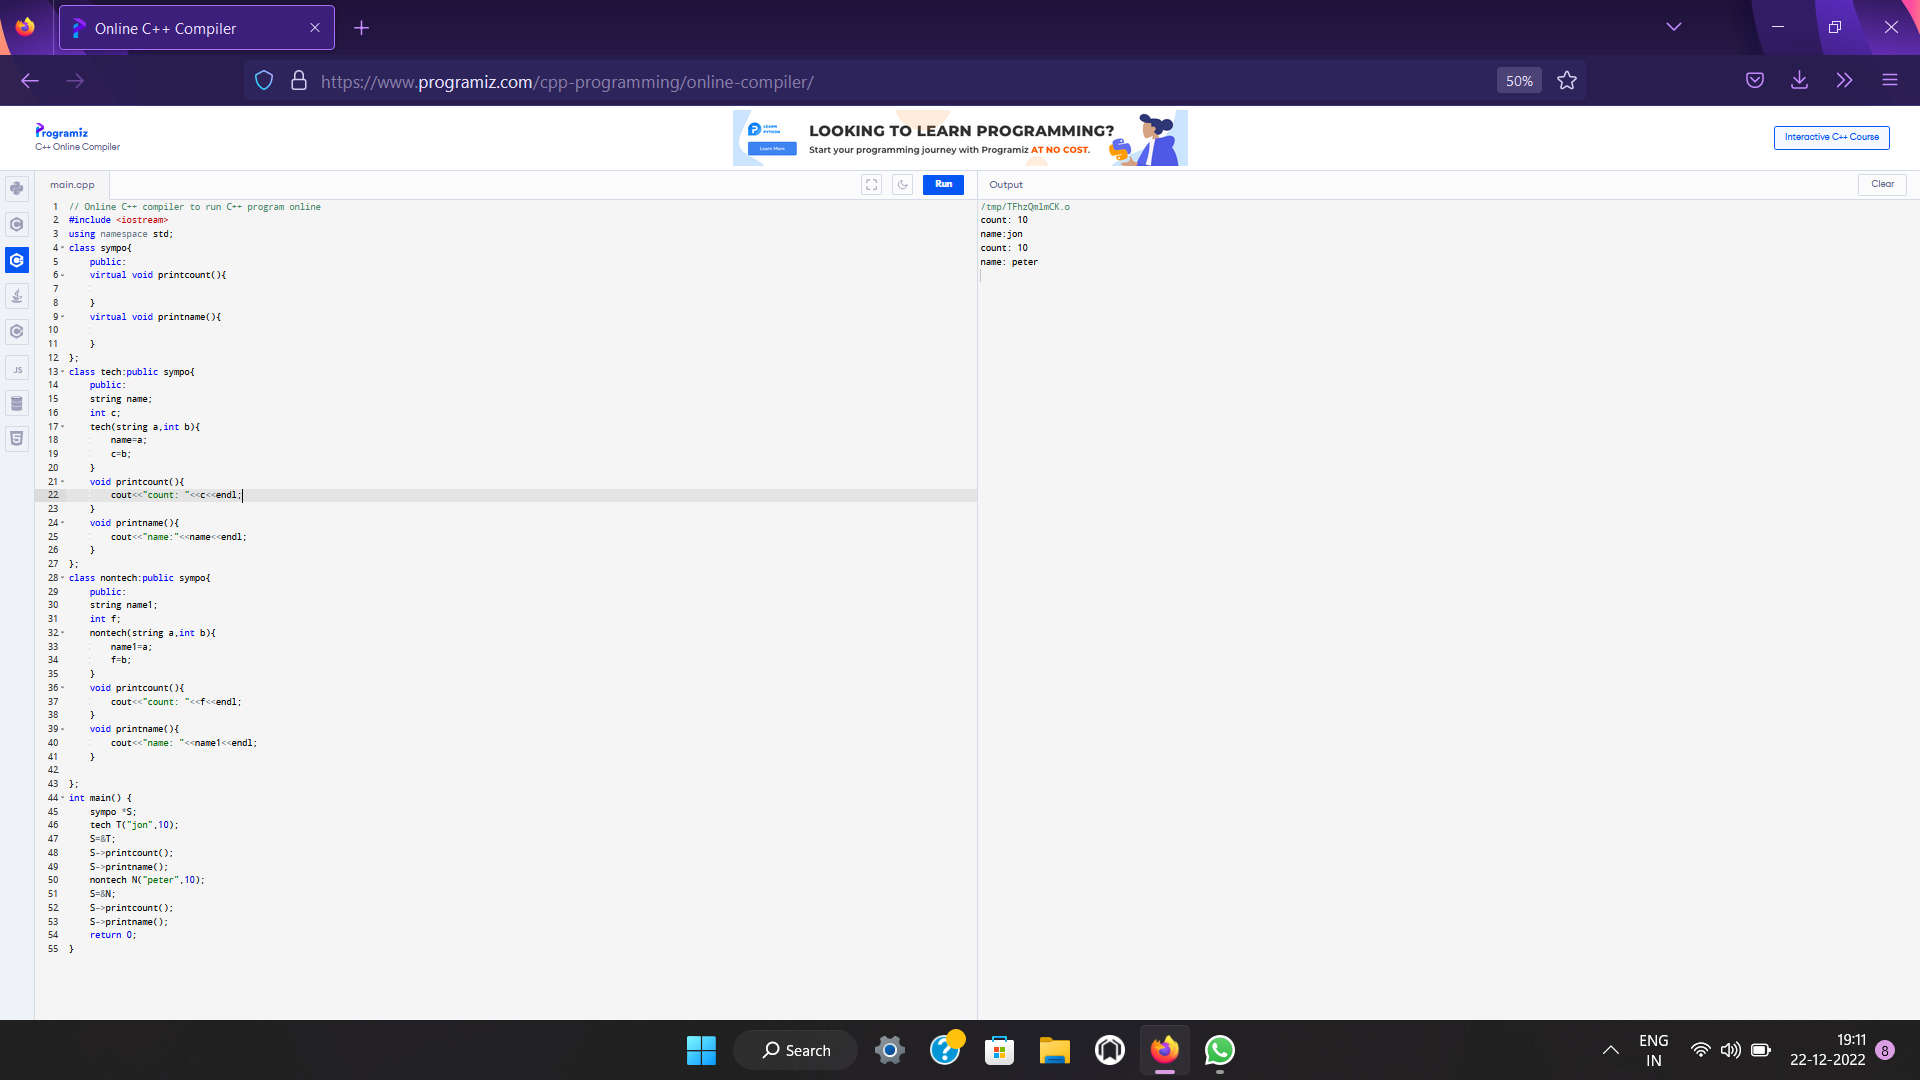 Online C++ Compiler
https://www.programiz.com/cpp-programming/online-compiler/
50%
Programiz
C++ Online Compiler
LEARN
PYTHON
Learn More
LOOKING TO LEARN PROGRAMMING?
Start your programming journey with Programiz AT NO COST.
Interactive C++ Course
main.cpp
Run
Output
Clear
JS
1 // Online C++ compiler to run C++ program online
2 #include <iostream>
3 using namespace std;
4 class sympo{
5 public:
6 virtual void printcount(){
7
8 }
9 virtual void printname(){
10
11 }
12 };
13 class tech:public sympo{
14 public:
15 string name;
16 int c;
17 tech(string a,int b){
18 name=a;
19 c=b;
20 }
21 void printcount(){
22 cout<<"count: "<<c<<endl;
23 }
24 void printname(){
25 cout<<"name:"<<name<<endl;
26 }
27 };
28 class nontech:public sympo{
29 public:
30 string name1;
31 int f;
32 nontech(string a,int b){
33 name1=a;
34 f=b;
35 }
36 void printcount(){
37 cout<<"count: "<<f<<endl;
38 }
39 void printname(){
40 cout<<"name: "<<name1<<endl;
41 }
42
43 };
44 int main() {
45 sympo *S;
46 tech T("jon",10);
47 S=&T;
48 S->printcount();
49 S->printname();
50 nontech N("peter",10);
51 S=&N;
52 S->printcount();
53 S->printname();
54 return 0;
55 }
/tmp/TFhzQmlmCK.o
count: 10
name:jon
count: 10
name: peter
Search
ENG
IN
19:11
22-12-2022
8